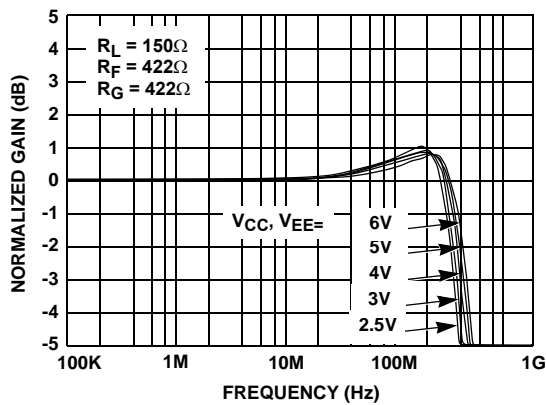 NORMALIZED GAIN (dB)
5
4
3
2
1
0
-1
-2
-3
-4
-5
R_L = 150Ω
R_F = 422Ω
R_G = 422Ω
V_CC, V_EE=
6V
5V
4V
3V
2.5V
100K 1M 10M 100M 1G
FREQUENCY (Hz)